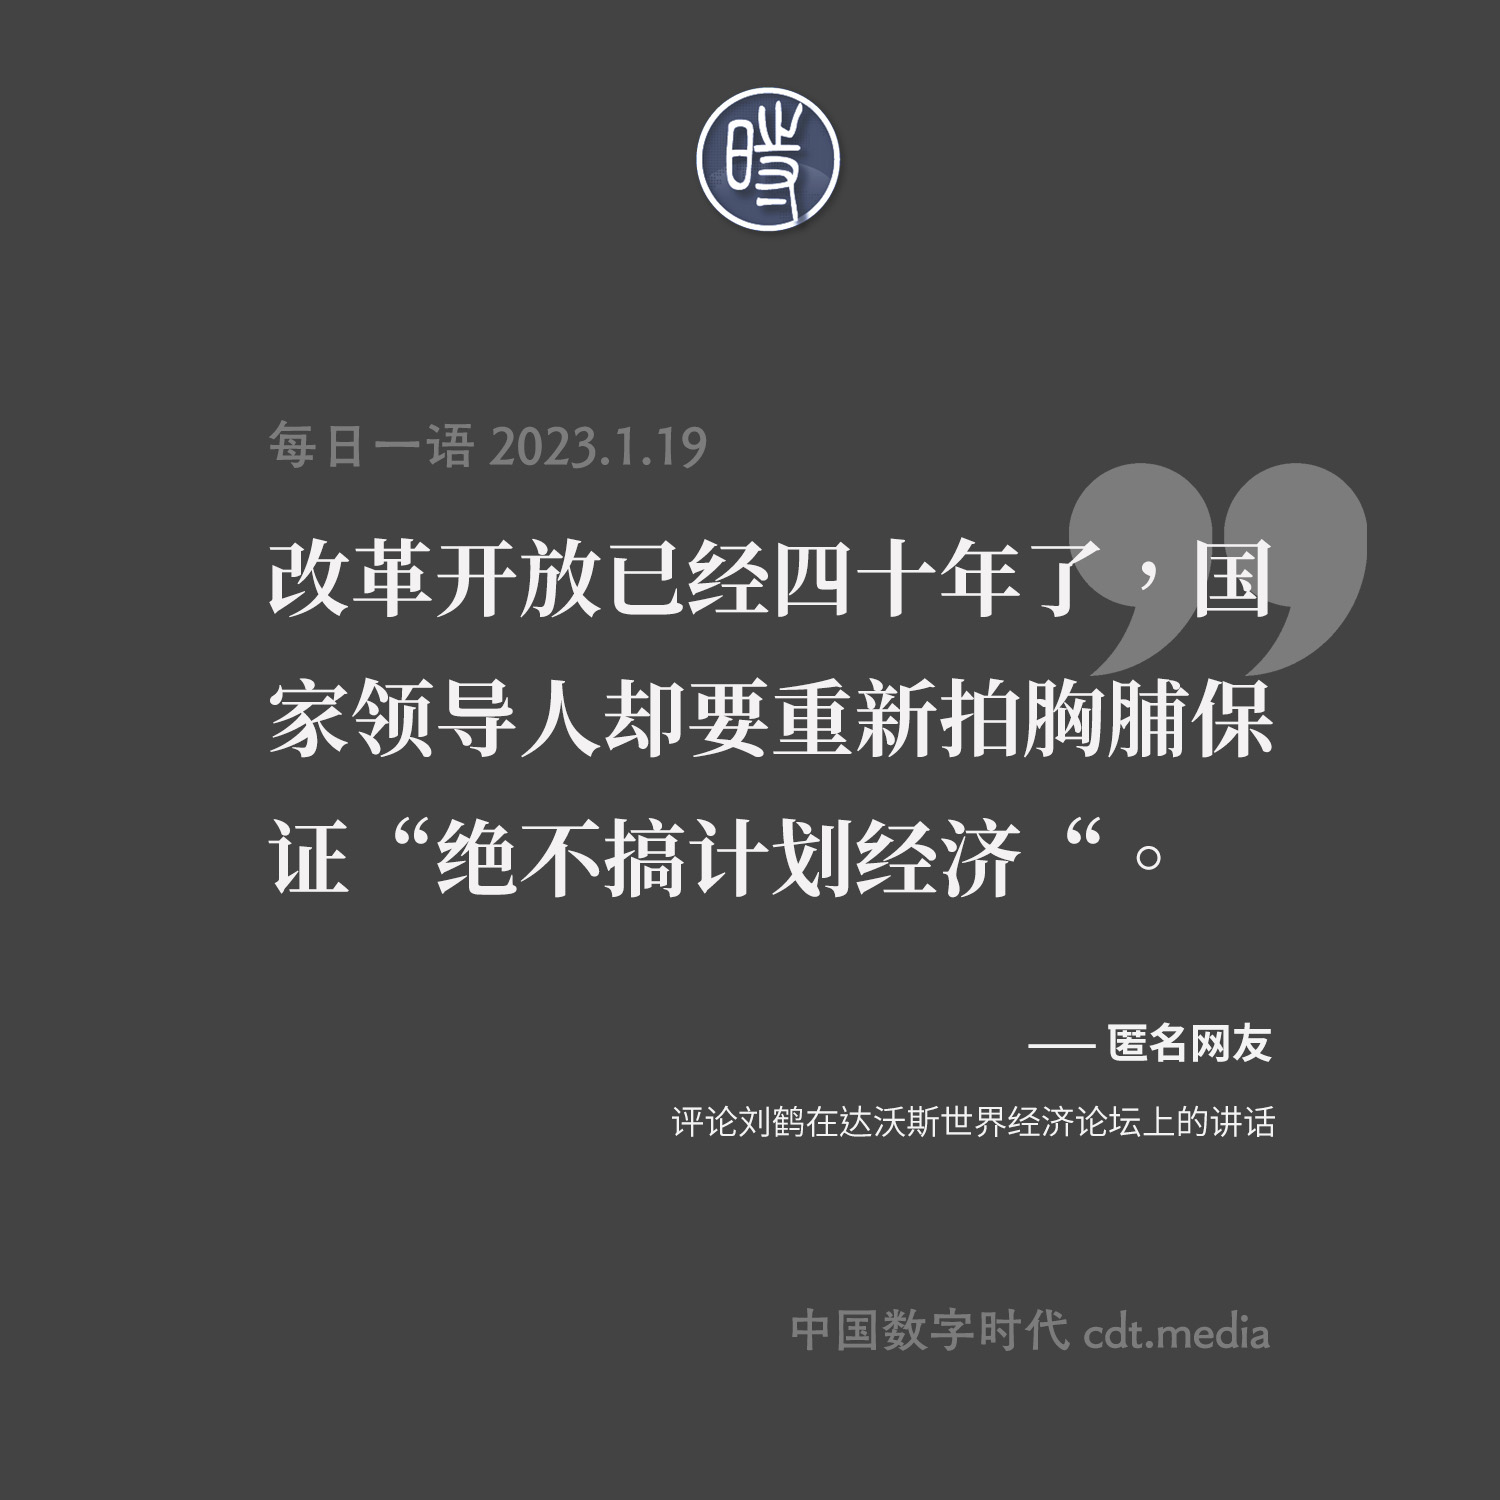 時
每日一语 2023.1.19
改革开放已经四十年了，国
家领导人却要重新拍胸脯保
证“绝不搞计划经济“。
—— 匿名网友
评论刘鹤在达沃斯世界经济论坛上的讲话
中国数字时代 cdt.media